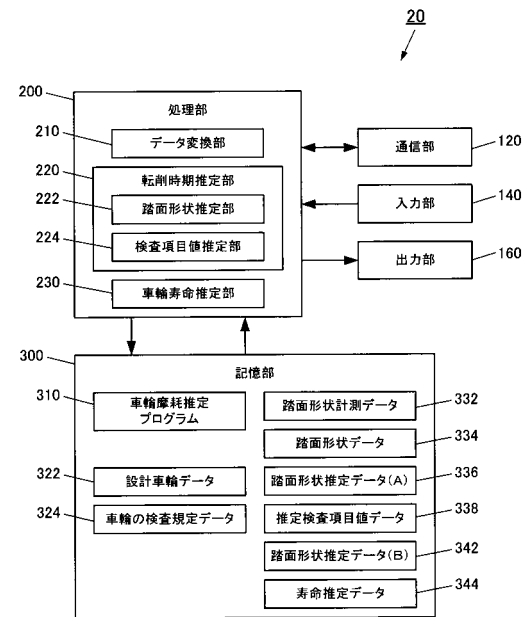 20
200
処理部
210
データ変換部
220
転削時期推定部
222
踏面形状推定部
224
検査項目値推定部
230
車輪寿命推定部
通信部
120
入力部
140
出力部
160
300
記憶部
310
車輪摩耗推定
プログラム
322
設計車輪データ
324
車輪の検査規定データ
踏面形状計測データ
332
踏面形状データ
334
踏面形状推定データ(A)
336
推定検査項目値データ
338
踏面形状推定データ(B)
342
寿命推定データ
344